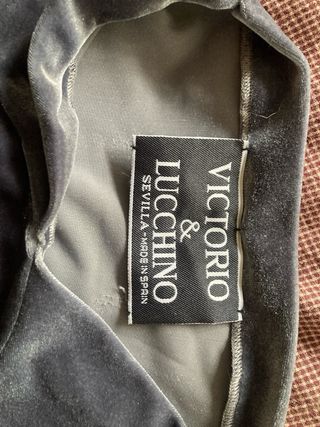 VICTORIO
&
LUCCHINO
SEVILLA-MADE IN SPAIN